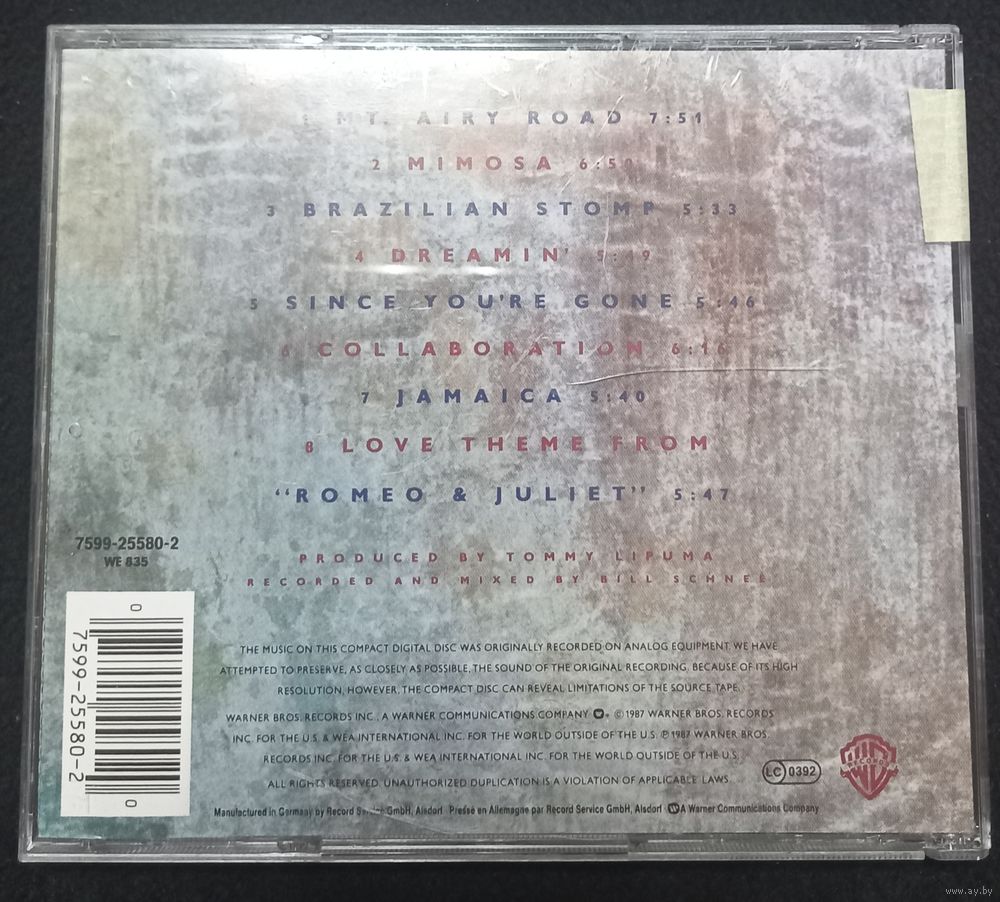 1 MT. AIRY ROAD 7:51
2 MIMOSA 6:50
3 BRAZILIAN STOMP 5:33
4 DREAMIN' 5:19
5 SINCE YOU'RE GONE 5:46
6 COLLABORATION 6:16
7 JAMAICA 5:40
8 LOVE THEME FROM
“ROMEO & JULIET” 5:47
7599-25580-2
WE 835
PRODUCED BY TOMMY LIPUMA
RECORDED AND MIXED BY BILL SCHNEE
0
7599-25580-2
0
THE MUSIC ON THIS COMPACT DIGITAL DISC WAS ORIGINALLY RECORDED ON ANALOG EQUIPMENT. WE HAVE
ATTEMPTED TO PRESERVE, AS CLOSELY AS POSSIBLE, THE SOUND OF THE ORIGINAL RECORDING. BECAUSE OF ITS HIGH
RESOLUTION, HOWEVER, THE COMPACT DISC CAN REVEAL LIMITATIONS OF THE SOURCE TAPE.
WARNER BROS. RECORDS INC., A WARNER COMMUNICATIONS COMPANY. © 1987 WARNER BROS. RECORDS
INC. FOR THE U.S. & WEA INTERNATIONAL INC. FOR THE WORLD OUTSIDE OF THE U.S. ℗ 1987 WARNER BROS.
RECORDS INC. FOR THE U.S. & WEA INTERNATIONAL INC. FOR THE WORLD OUTSIDE OF THE U.S.
ALL RIGHTS RESERVED. UNAUTHORIZED DUPLICATION IS A VIOLATION OF APPLICABLE LAWS.
LC 0392
WB RECORDS
Manufactured in Germany by Record Service GmbH, Alsdorf · Pressé en Allemagne par Record Service GmbH, Alsdorf · A Warner Communications Company
www.ay.by